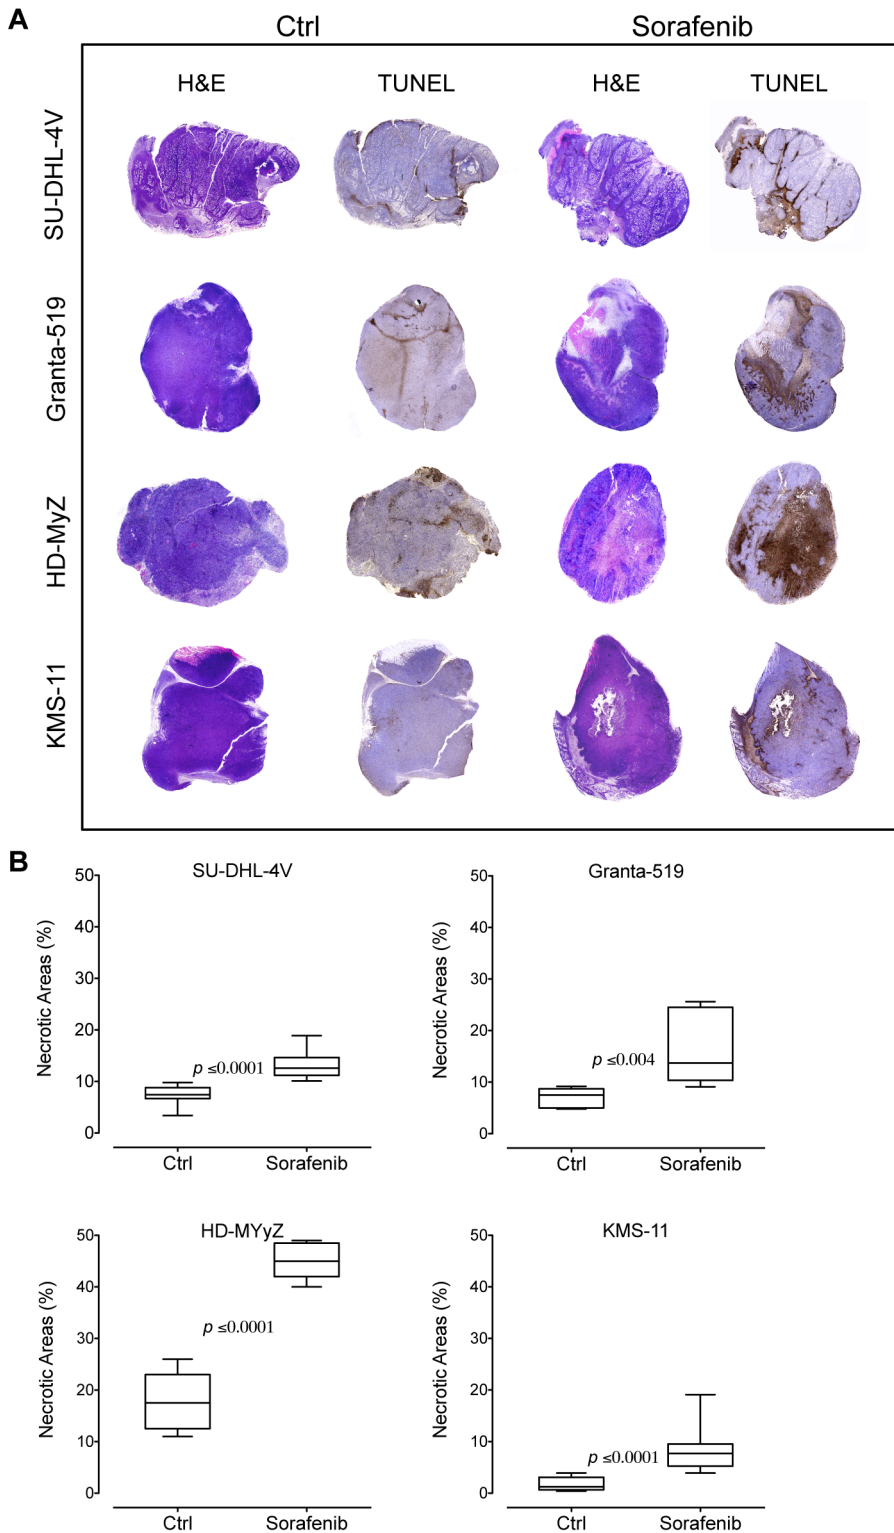 A
Ctrl Sorafenib
H&E TUNEL H&E TUNEL
SU-DHL-4V
Granta-519
HD-MyZ
KMS-11
B
SU-DHL-4V
Necrotic Areas (%)
50
40
30
20
10
0
p ≤0.0001
Ctrl Sorafenib
Granta-519
Necrotic Areas (%)
50
40
30
20
10
0
p ≤0.004
Ctrl Sorafenib
HD-MYyZ
Necrotic Areas (%)
50
40
30
20
10
0
p ≤0.0001
Ctrl Sorafenib
KMS-11
Necrotic Areas (%)
50
40
30
20
10
0
p ≤0.0001
Ctrl Sorafenib